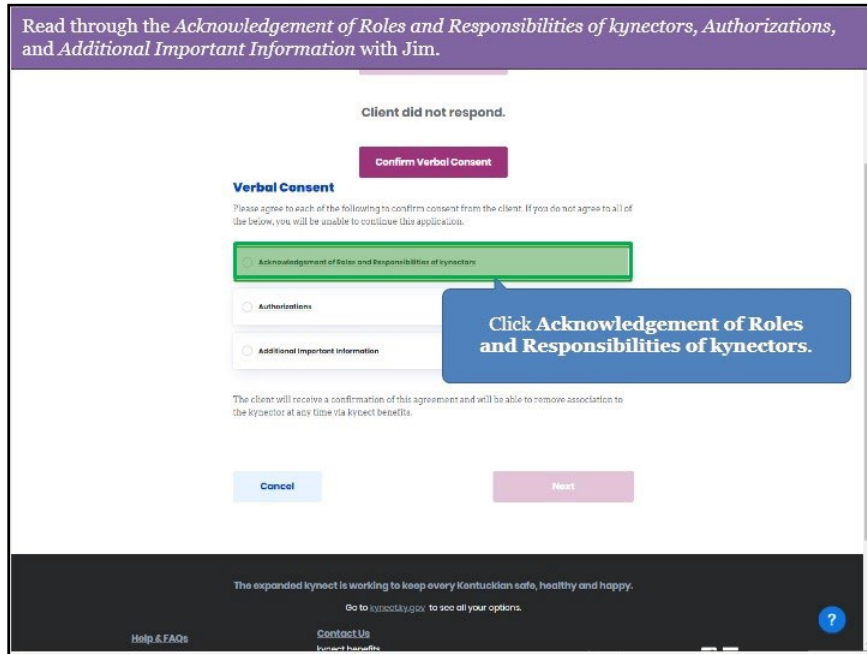 Read through the Acknowledgement of Roles and Responsibilities of kynectors, Authorizations,
and Additional Important Information with Jim.
Client did not respond.
Confirm Verbal Consent
Verbal Consent
Please agree to each of the following to confirm consent from the client. If you do not agree to all of
the below, you will be unable to continue this application.
Acknowledgement of Roles and Responsibilities of kynectors
Authorizations
Click Acknowledgement of Roles
and Responsibilities of kynectors.
Additional Important Information
The client will receive a confirmation of this agreement and will be able to remove association to
the kynector at any time via kynect benefits.
Cancel
Next
The expanded kynect is working to keep every Kentuckian safe, healthy and happy.
Go to kynect.ky.gov to see all your options.
?
Help & FAQs
Contact Us
kynect benefits